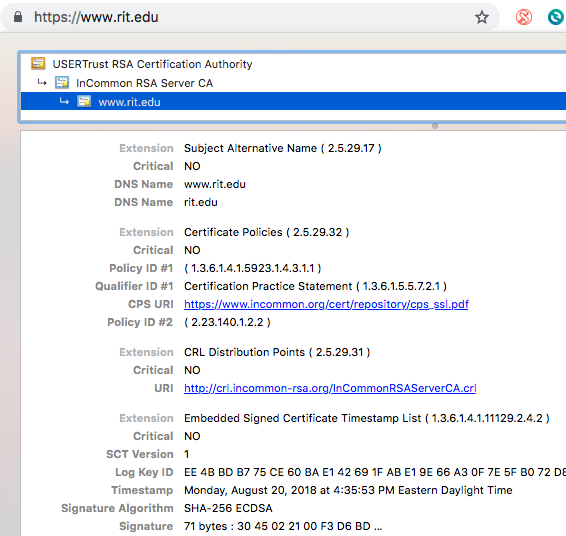 https://www.rit.edu
USERTrust RSA Certification Authority
InCommon RSA Server CA
www.rit.edu
Extension Subject Alternative Name ( 2.5.29.17 )
Critical NO
DNS Name www.rit.edu
DNS Name rit.edu
Extension Certificate Policies ( 2.5.29.32 )
Critical NO
Policy ID #1 ( 1.3.6.1.4.1.5923.1.4.3.1.1 )
Qualifier ID #1 Certification Practice Statement ( 1.3.6.1.5.5.7.2.1 )
CPS URI https://www.incommon.org/cert/repository/cps_ssl.pdf
Policy ID #2 ( 2.23.140.1.2.2 )
Extension CRL Distribution Points ( 2.5.29.31 )
Critical NO
URI http://crl.incommon-rsa.org/InCommonRSAServerCA.crl
Extension Embedded Signed Certificate Timestamp List ( 1.3.6.1.4.1.11129.2.4.2 )
Critical NO
SCT Version 1
Log Key ID EE 4B BD B7 75 CE 60 BA E1 42 69 1F AB E1 9E 66 A3 0F 7E 5F B0 72 D8
Timestamp Monday, August 20, 2018 at 4:35:53 PM Eastern Daylight Time
Signature Algorithm SHA-256 ECDSA
Signature 71 bytes : 30 45 02 21 00 F3 D6 BD ...